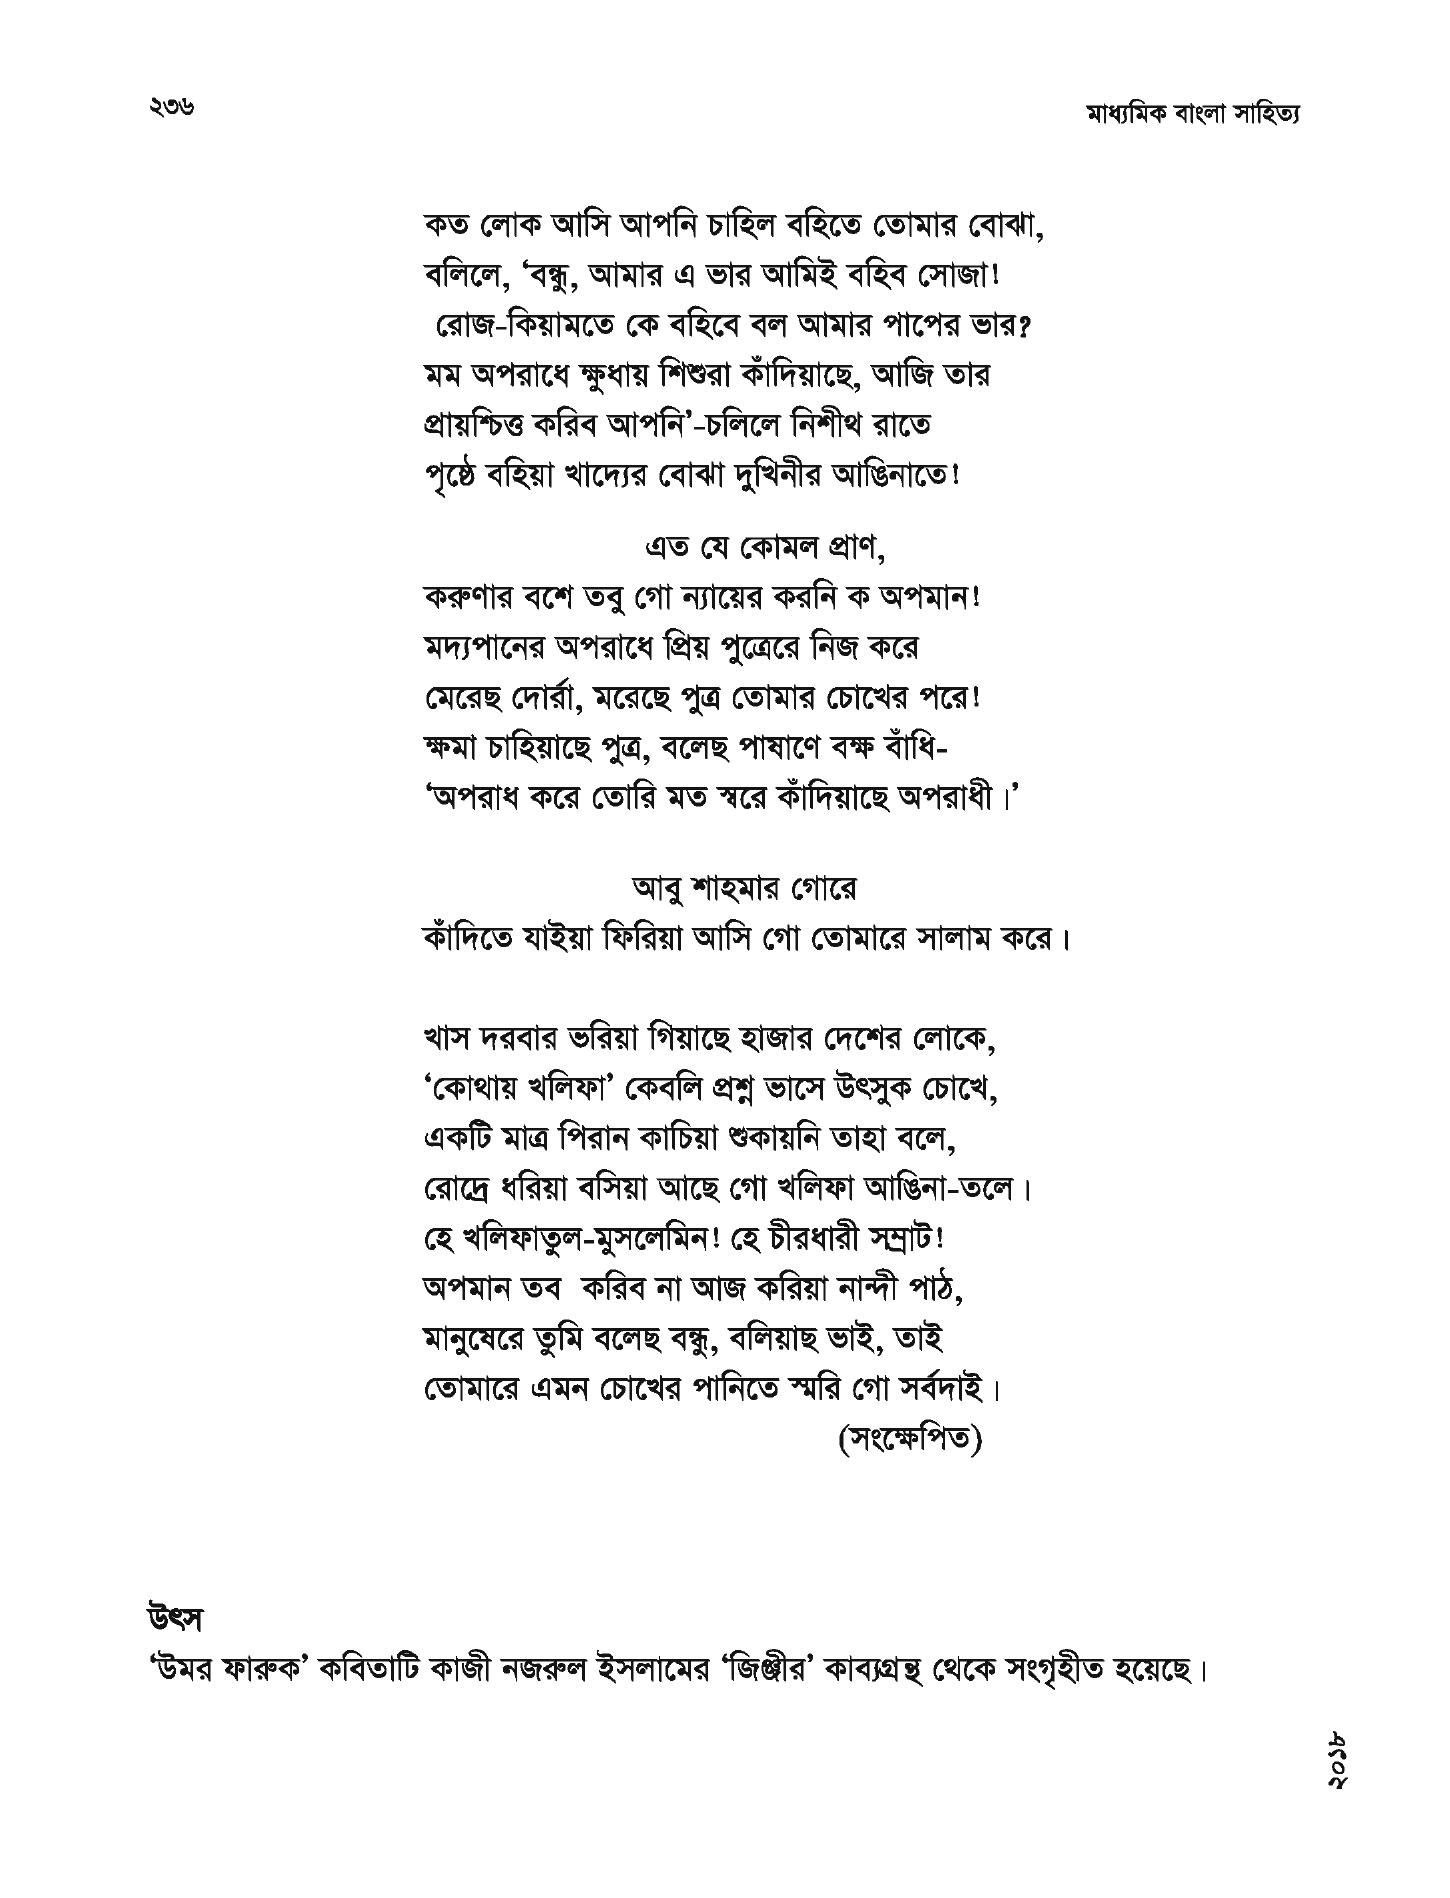 ২৩৬
মাধ্যমিক বাংলা সাহিত্য
কত লোক আসি আপনি চাহিল বহিতে তোমার বোঝা,
বলিলে, ‘বন্ধু, আমার এ ভার আমিই বহিব সোজা!
রোজ-কিয়ামতে কে বহিবে বল আমার পাপের ভার?
মম অপরাধে ক্ষুধায় শিশুরা কাঁদিয়াছে, আজি তার
প্রায়শ্চিত্ত করিব আপনি’-চলিলে নিশীথ রাতে
পৃষ্ঠে বহিয়া খাদ্যের বোঝা দুখিনীর আঙিনাতে!
এত যে কোমল প্রাণ,
করুণার বশে তবু গো ন্যায়ের করনি ক অপমান!
মদ্যপানের অপরাধে প্রিয় পুত্রেরে নিজ করে
মেরেছ দোর্রা, মরেছে পুত্র তোমার চোখের পরে!
ক্ষমা চাহিয়াছে পুত্র, বলেছ পাষাণে বক্ষ বাঁধি-
‘অপরাধ করে তোরি মত স্বরে কাঁদিয়াছে অপরাধী।’
আবু শাহমার গোরে
কাঁদিতে যাইয়া ফিরিয়া আসি গো তোমারে সালাম করে।
খাস দরবার ভরিয়া গিয়াছে হাজার দেশের লোকে,
‘কোথায় খলিফা’ কেবলি প্রশ্ন ভাসে উৎসুক চোখে,
একটি মাত্র পিরান কাচিয়া শুকায়নি তাহা বলে,
রোদ্রে ধরিয়া বসিয়া আছে গো খলিফা আঙিনা-তলে।
হে খলিফাতুল-মুসলেমিন! হে চীরধারী সম্রাট!
অপমান তব করিব না আজ করিয়া নান্দী পাঠ,
মানুষেরে তুমি বলেছ বন্ধু, বলিয়াছ ভাই, তাই
তোমারে এমন চোখের পানিতে স্মরি গো সর্বদাই।
(সংক্ষেপিত)
উৎস
‘উমর ফারুক’ কবিতাটি কাজী নজরুল ইসলামের ‘জিঞ্জীর’ কাব্যগ্রন্থ থেকে সংগৃহীত হয়েছে।
২০১৮